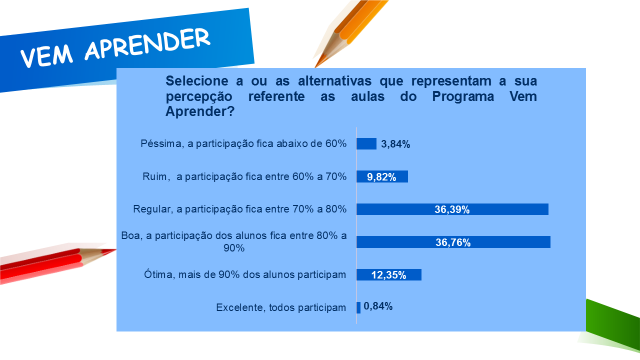 VEM APRENDER
Selecione a ou as alternativas que representam a sua
percepção referente as aulas do Programa Vem
Aprender?
Péssima, a participação fica abaixo de 60%
3,84%
Ruim, a participação fica entre 60% a 70%
9,82%
Regular, a participação fica entre 70% a 80%
36,39%
Boa, a participação dos alunos fica entre 80% a
90%
36,76%
Ótima, mais de 90% dos alunos participam
12,35%
Excelente, todos participam
0,84%